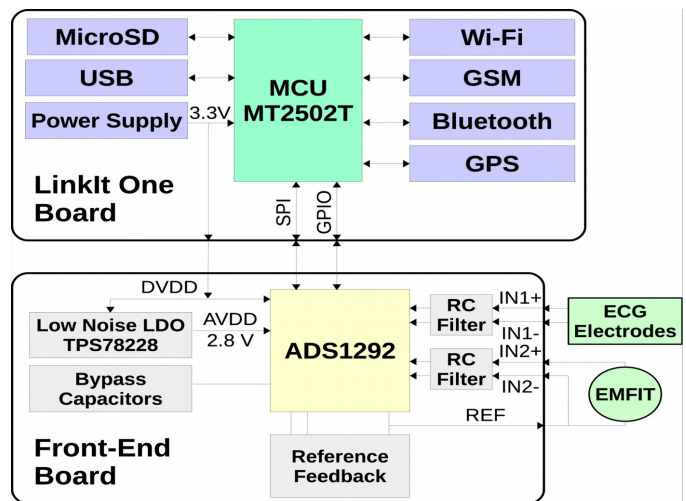 MicroSD
USB
Power Supply
3.3V
MCU
MT2502T
Wi-Fi
GSM
Bluetooth
GPS
LinkIt One
Board
SPI
GPIO
DVDD
Low Noise LDO
TPS78228
AVDD
2.8 V
Bypass
Capacitors
ADS1292
RC
Filter
IN1+
IN1-
ECG
Electrodes
RC
Filter
IN2+
IN2-
EMFIT
REF
Reference
Feedback
Front-End
Board